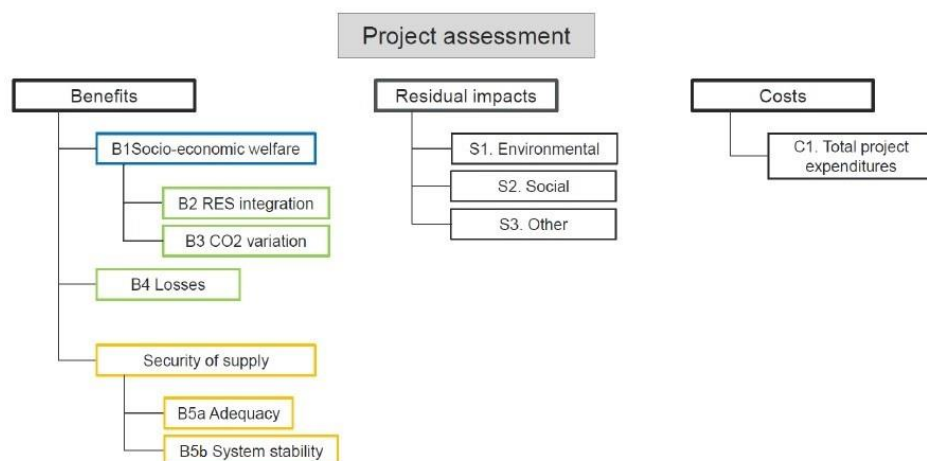 Project assessment
Benefits
B1Socio-economic welfare
B2 RES integration
B3 CO2 variation
B4 Losses
Security of supply
B5a Adequacy
B5b System stability
Residual impacts
S1. Environmental
S2. Social
S3. Other
Costs
C1. Total project
expenditures